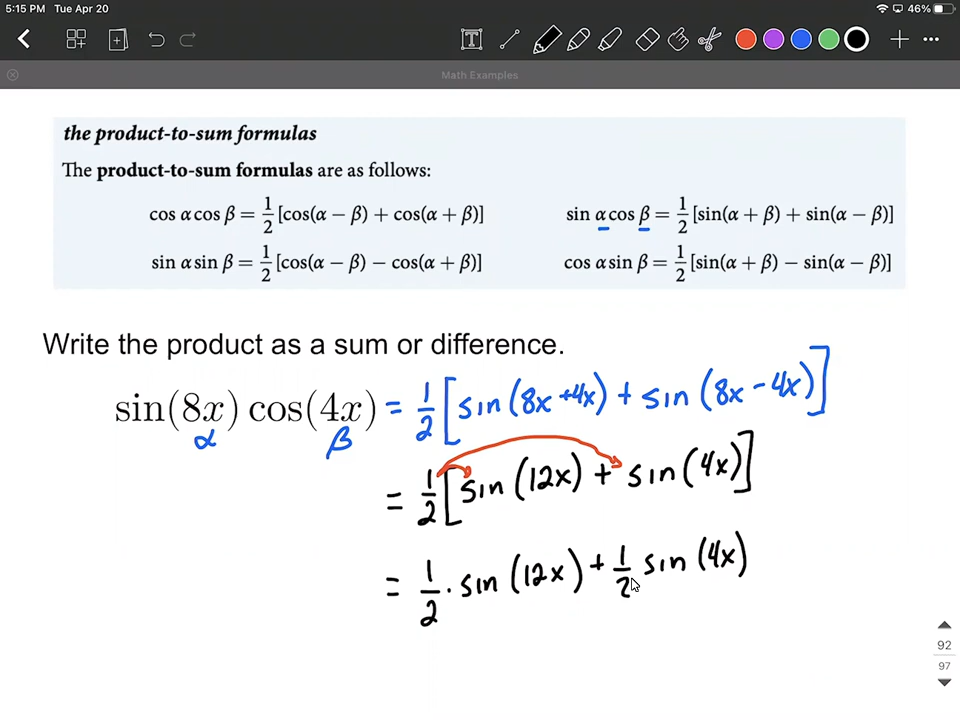 5:15 PM Tue Apr 20 46%
T
Math Examples
the product-to-sum formulas
The product-to-sum formulas are as follows:
cos α cos β = 1/2 [cos(α − β) + cos(α + β)] sin α cos β = 1/2 [sin(α + β) + sin(α − β)]
sin α sin β = 1/2 [cos(α − β) − cos(α + β)] cos α sin β = 1/2 [sin(α + β) − sin(α − β)]
Write the product as a sum or difference.
sin(8x) cos(4x) = 1/2 [sin(8x+4x) + sin(8x−4x)]
α β
= 1/2 [sin(12x) + sin(4x)]
= 1/2 · sin(12x) + 1/2 sin(4x)
92
97